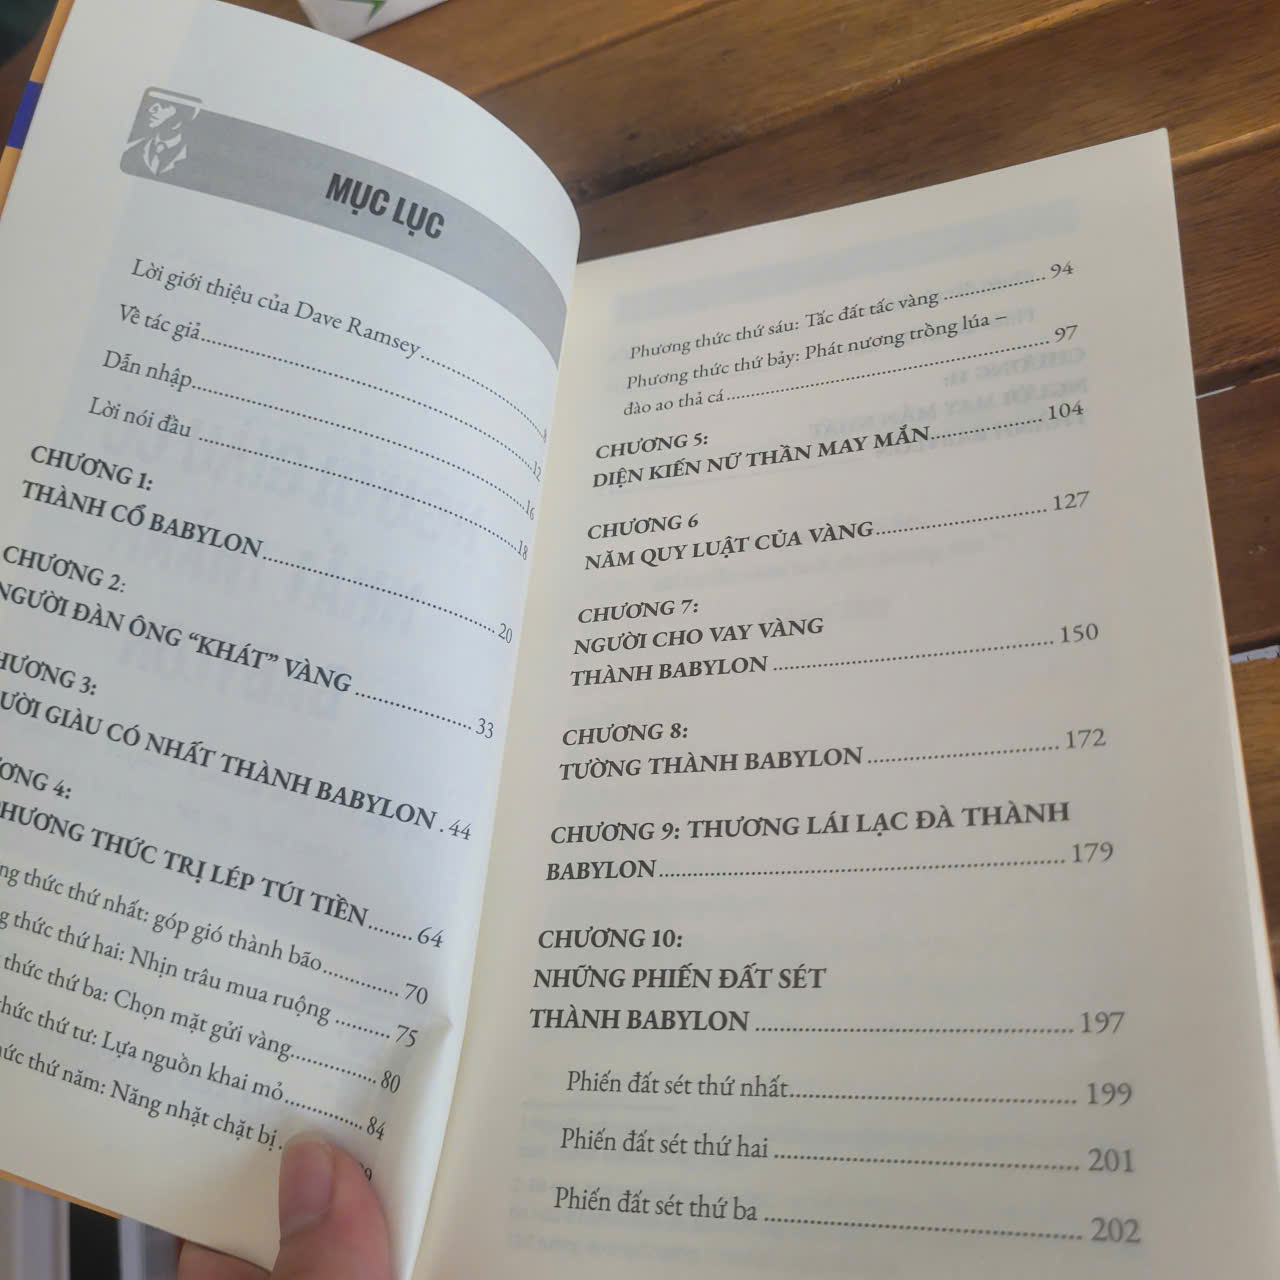 MỤC LỤC
Lời giới thiệu của Dave Ramsey........................ 8
Về tác giả........................ 12
Dẫn nhập........................ 16
Lời nói đầu ........................ 18
CHƯƠNG 1:
THÀNH CỔ BABYLON........................ 20
CHƯƠNG 2:
NGƯỜI ĐÀN ÔNG “KHÁT” VÀNG ........................ 33
HƯƠNG 3:
ƯỜI GIÀU CÓ NHẤT THÀNH BABYLON . 44
ƠNG 4:
PHƯƠNG THỨC TRỊ LÉP TÚI TIỀN........ 64
ng thức thứ nhất: góp gió thành bão............. 70
g thức thứ hai: Nhịn trâu mua ruộng .......... 75
thức thứ ba: Chọn mặt gửi vàng............... 80
thức thứ tư: Lựa nguồn khai mỏ.............. 84
ức thứ năm: Năng nhặt chặt bị .
Phương thức thứ sáu: Tấc đất tấc vàng ................. 94
Phương thức thứ bảy: Phát nương trồng lúa –
đào ao thả cá........................ 97
CHƯƠNG 5:
DIỆN KIẾN NỮ THẦN MAY MẮN.................. 104
CHƯƠNG 6
NĂM QUY LUẬT CỦA VÀNG........................ 127
CHƯƠNG 7:
NGƯỜI CHO VAY VÀNG
THÀNH BABYLON ........................ 150
CHƯƠNG 8:
TƯỜNG THÀNH BABYLON ........................ 172
CHƯƠNG 9: THƯƠNG LÁI LẠC ĐÀ THÀNH
BABYLON........................ 179
CHƯƠNG 10:
NHỮNG PHIẾN ĐẤT SÉT
THÀNH BABYLON ........................ 197
Phiến đất sét thứ nhất........................ 199
Phiến đất sét thứ hai ........................ 201
Phiến đất sét thứ ba ........................ 202